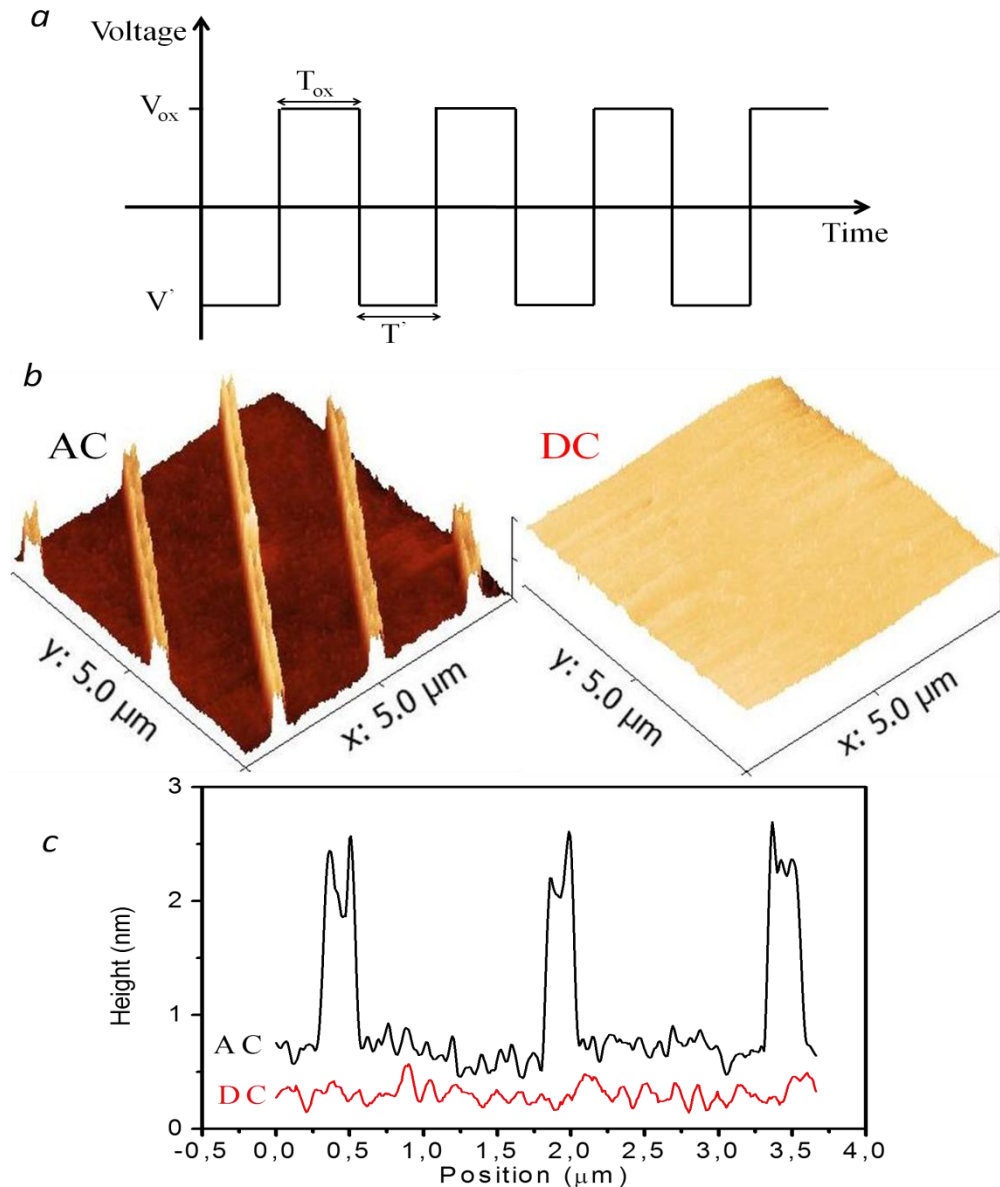 a
Voltage
V_ox
T_ox
Time
V`
T`
b
AC
DC
y: 5.0 µm
x: 5.0 µm
y: 5.0 µm
x: 5.0 µm
c
3
2
1
0
Height (nm)
AC
DC
-0,5 0,0 0,5 1,0 1,5 2,0 2,5 3,0 3,5 4,0
Position (µm)